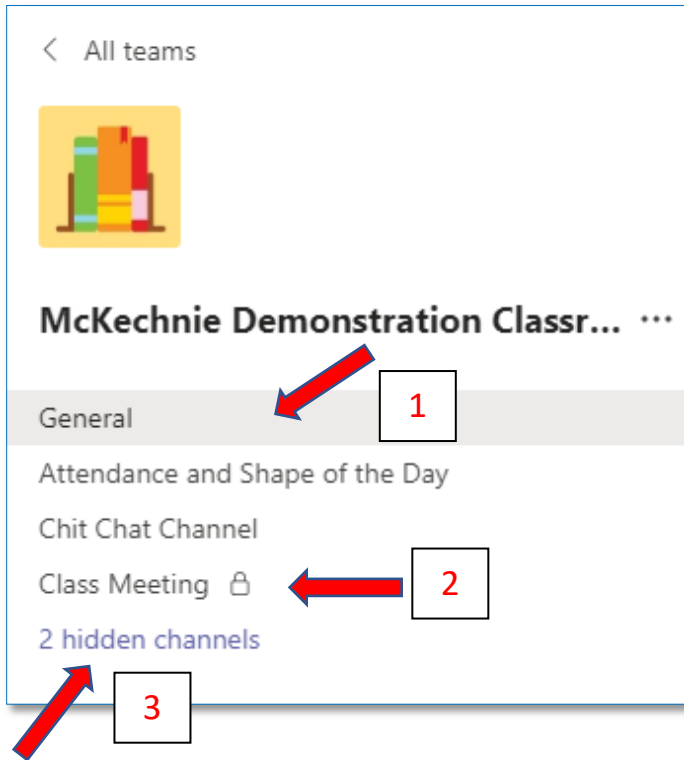 All teams
McKechnie Demonstration Classr... ...
1
General
Attendance and Shape of the Day
Chit Chat Channel
Class Meeting 2
2 hidden channels
3